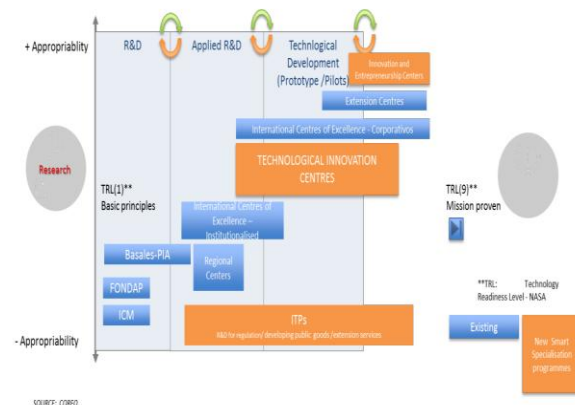 + Appropriablity
R&D
Applied R&D
Technlogical
Development
(Prototype /Pilots)
Innovation and
Entrepreneurship Centers
Extension Centres
International Centres of Excellence - Corporativos
TECHNOLOGICAL INNOVATION
CENTRES
Research
TRL(1)**
Basic principles
TRL(9)**
Mission proven
International Centres of
Excellence –
Institutionalised
Basales-PIA
Regional
Centers
FONDAP
ICM
ITPs
R&D for regulation/ developing public goods /extension services
**TRL: Technology
Readiness Level - NASA
Existing
New Smart
Specialisation
programmes
- Appropriability
SOURCE: CORFO